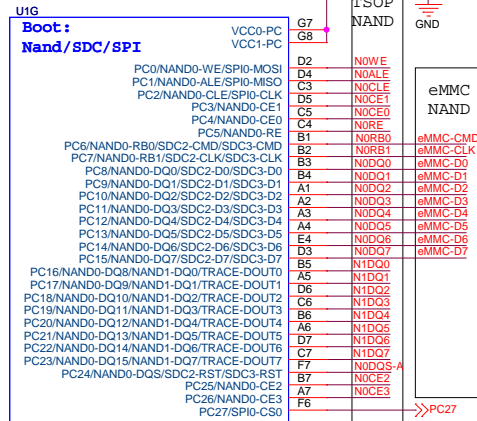 U1G
Boot:
Nand/SDC/SPI
TSOP
NAND
GND
eMMC
NAND
VCC0-PC G7
VCC1-PC G8
PC0/NAND0-WE/SPI0-MOSI D2 N0WE
PC1/NAND0-ALE/SPI0-MISO D4 N0ALE
PC2/NAND0-CLE/SPI0-CLK C3 N0CLE
PC3/NAND0-CE1 D5 N0CE1
PC4/NAND0-CE0 C5 N0CE0
PC5/NAND0-RE C4 N0RE
PC6/NAND0-RB0/SDC2-CMD/SDC3-CMD B1 N0RB0 eMMC-CMD
PC7/NAND0-RB1/SDC2-CLK/SDC3-CLK B2 N0RB1 eMMC-CLK
PC8/NAND0-DQ0/SDC2-D0/SDC3-D0 B3 N0DQ0 eMMC-D0
PC9/NAND0-DQ1/SDC2-D1/SDC3-D1 B4 N0DQ1 eMMC-D1
PC10/NAND0-DQ2/SDC2-D2/SDC3-D2 A1 N0DQ2 eMMC-D2
PC11/NAND0-DQ3/SDC2-D3/SDC3-D3 A2 N0DQ3 eMMC-D3
PC12/NAND0-DQ4/SDC2-D4/SDC3-D4 A3 N0DQ4 eMMC-D4
PC13/NAND0-DQ5/SDC2-D5/SDC3-D5 A4 N0DQ5 eMMC-D5
PC14/NAND0-DQ6/SDC2-D6/SDC3-D6 E4 N0DQ6 eMMC-D6
PC15/NAND0-DQ7/SDC2-D7/SDC3-D7 D3 N0DQ7 eMMC-D7
PC16/NAND0-DQ8/NAND1-DQ0/TRACE-DOUT0 B5 N1DQ0
PC17/NAND0-DQ9/NAND1-DQ1/TRACE-DOUT1 A5 N1DQ1
PC18/NAND0-DQ10/NAND1-DQ2/TRACE-DOUT2 D6 N1DQ2
PC19/NAND0-DQ11/NAND1-DQ3/TRACE-DOUT3 C6 N1DQ3
PC20/NAND0-DQ12/NAND1-DQ4/TRACE-DOUT4 B6 N1DQ4
PC21/NAND0-DQ13/NAND1-DQ5/TRACE-DOUT5 A6 N1DQ5
PC22/NAND0-DQ14/NAND1-DQ6/TRACE-DOUT6 D7 N1DQ6
PC23/NAND0-DQ15/NAND1-DQ7/TRACE-DOUT7 C7 N1DQ7
PC24/NAND0-DQS/SDC2-RST/SDC3-RST F7 N0DQS-A
PC25/NAND0-CE2 B7 N0CE2
PC26/NAND0-CE3 A7 N0CE3
PC27/SPI0-CS0 F6 PC27